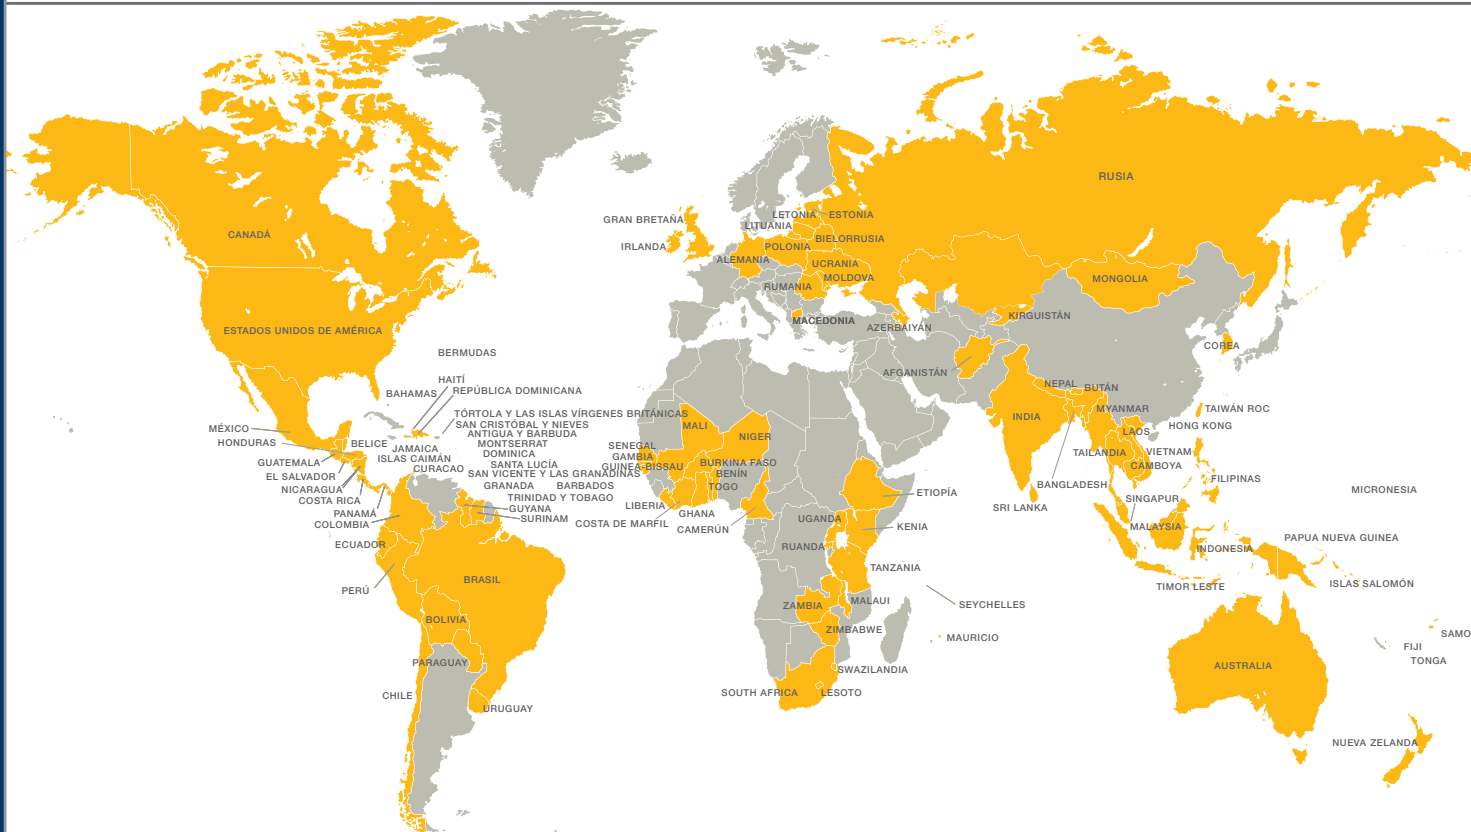 RUSIA
CANADÁ
GRAN BRETAÑA
LETONIA
ESTONIA
LITUANIA
IRLANDA
BIELORRUSIA
POLONIA
ALEMANIA
UCRANIA
MOLDOVA
RUMANIA
MONGOLIA
MACEDONIA
AZERBAIYÁN
KIRGUISTÁN
ESTADOS UNIDOS DE AMÉRICA
COREA
BERMUDAS
AFGANISTÁN
HAITÍ
BAHAMAS
REPÚBLICA DOMINICANA
NEPAL
BUTÁN
TÓRTOLA Y LAS ISLAS VÍRGENES BRITÁNICAS
SAN CRISTÓBAL Y NIEVES
ANTIGUA Y BARBUDA
MONTSERRAT
DOMINICA
SANTA LUCÍA
SAN VICENTE Y LAS GRANADINAS
GRANADA
BARBADOS
TRINIDAD Y TOBAGO
GUYANA
SURINAM
MÉXICO
HONDURAS
BELICE
JAMAICA
ISLAS CAIMÁN
CURACAO
GUATEMALA
EL SALVADOR
NICARAGUA
COSTA RICA
PANAMÁ
COLOMBIA
ECUADOR
PERÚ
BRASIL
BOLIVIA
PARAGUAY
CHILE
URUGUAY
MALI
NIGER
SENEGAL
GAMBIA
GUINEA-BISSAU
BURKINA FASO
BENÍN
TOGO
LIBERIA
GHANA
COSTA DE MARFIL
CAMERÚN
ETIOPÍA
UGANDA
KENIA
RUANDA
TANZANIA
SEYCHELLES
ZAMBIA
MALAUI
ZIMBABWE
MAURICIO
SWAZILANDIA
SOUTH AFRICA
LESOTO
INDIA
MYANMAR
TAIWÁN ROC
HONG KONG
LAOS
TAILANDIA
VIETNAM
CAMBOYA
BANGLADESH
FILIPINAS
SRI LANKA
SINGAPUR
MICRONESIA
MALAYSIA
INDONESIA
PAPUA NUEVA GUINEA
TIMOR LESTE
ISLAS SALOMÓN
SAMO
FIJI
TONGA
AUSTRALIA
NUEVA ZELANDA